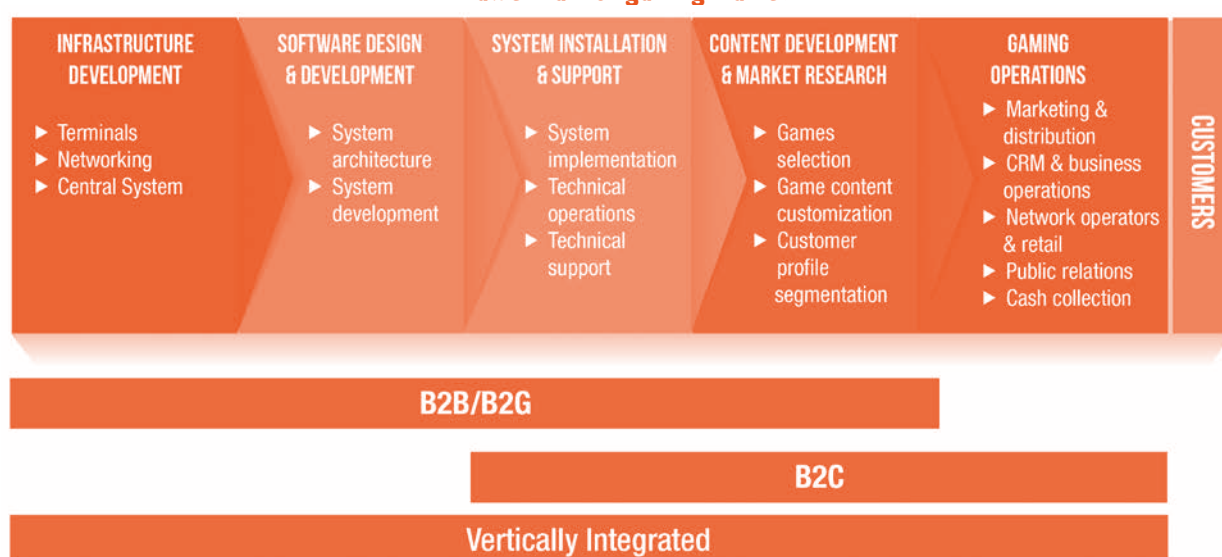 INFRASTRUCTURE
DEVELOPMENT
▶ Terminals
▶ Networking
▶ Central System
SOFTWARE DESIGN
& DEVELOPMENT
▶ System
architecture
▶ System
development
SYSTEM INSTALLATION
& SUPPORT
▶ System
implementation
▶ Technical
operations
▶ Technical
support
CONTENT DEVELOPMENT
& MARKET RESEARCH
▶ Games
selection
▶ Game content
customization
▶ Customer
profile
segmentation
GAMING
OPERATIONS
▶ Marketing &
distribution
▶ CRM & business
operations
▶ Network operators
& retail
▶ Public relations
▶ Cash collection
CUSTOMERS
B2B/B2G
B2C
Vertically Integrated